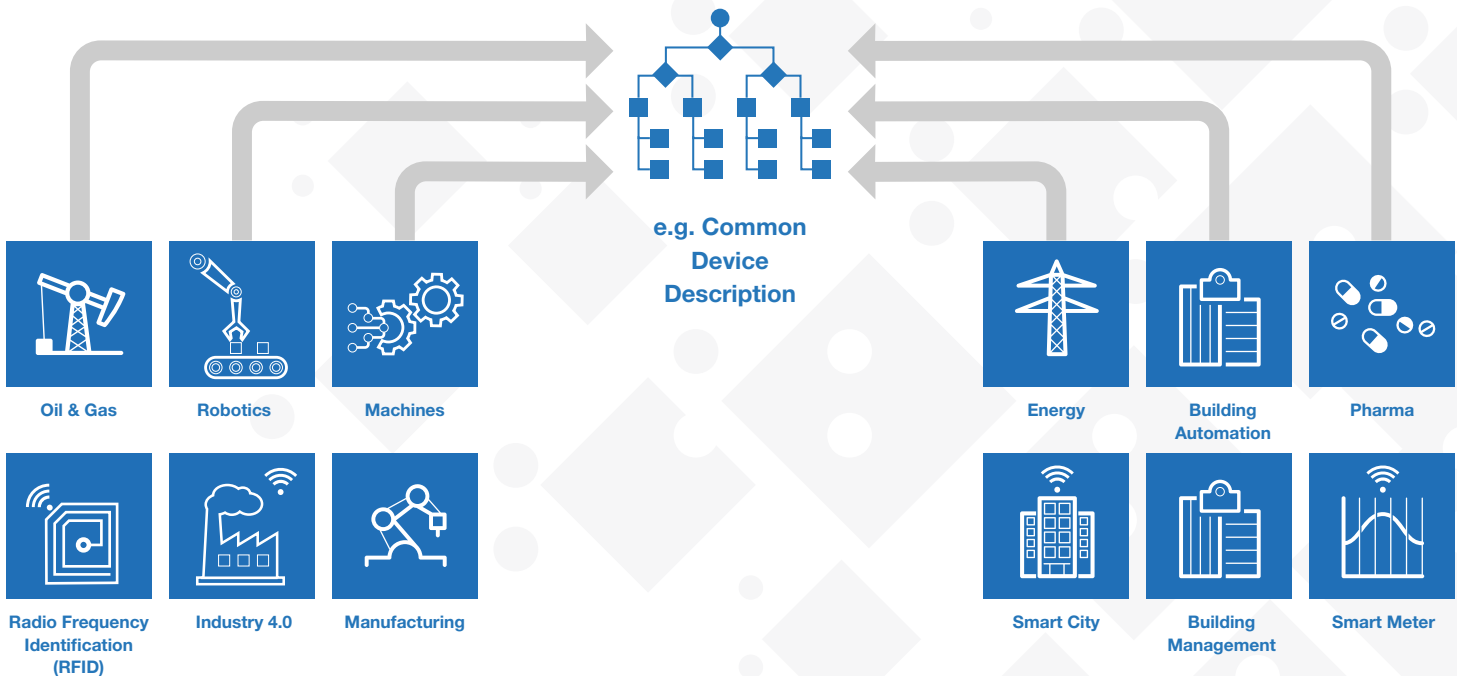 e.g. Common
Device
Description
Oil & Gas
Robotics
Machines
Energy
Building
Automation
Pharma
Radio Frequency
Identification
(RFID)
Industry 4.0
Manufacturing
Smart City
Building
Management
Smart Meter